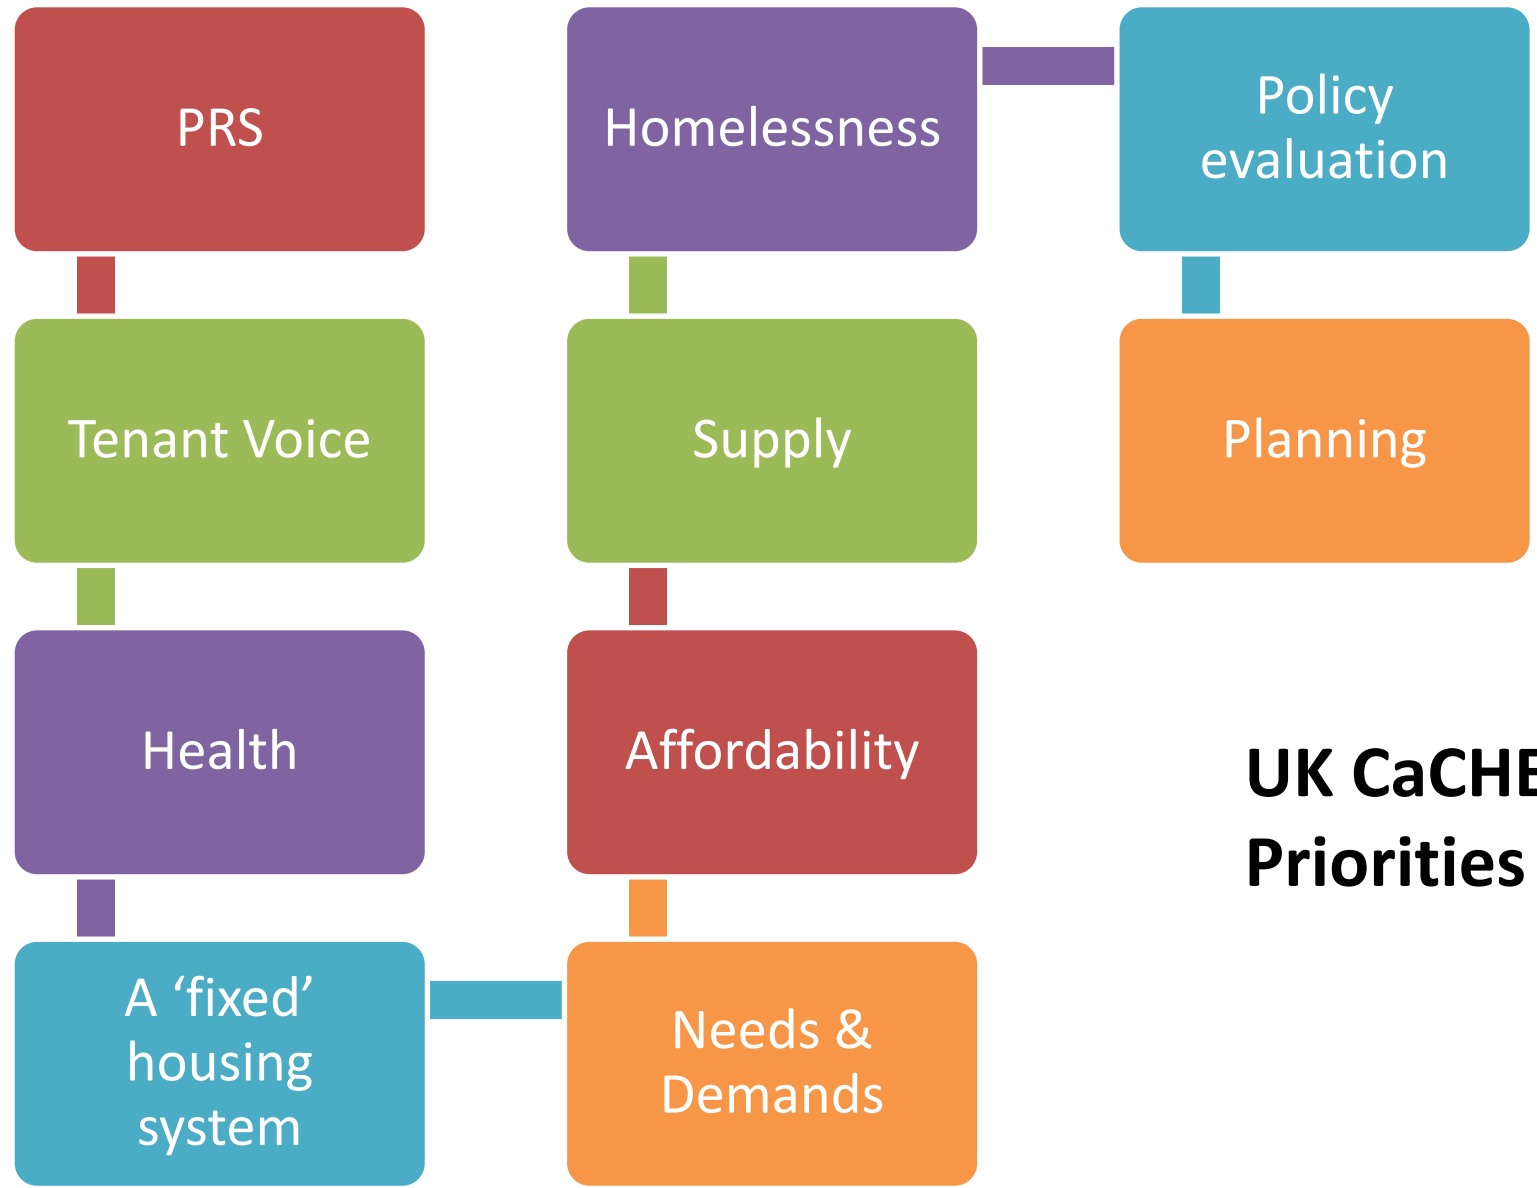 PRS
Tenant Voice
Health
A ‘fixed’
housing
system
Needs &
Demands
Affordability
Supply
Homelessness
Policy
evaluation
Planning
UK CaCHE
Priorities